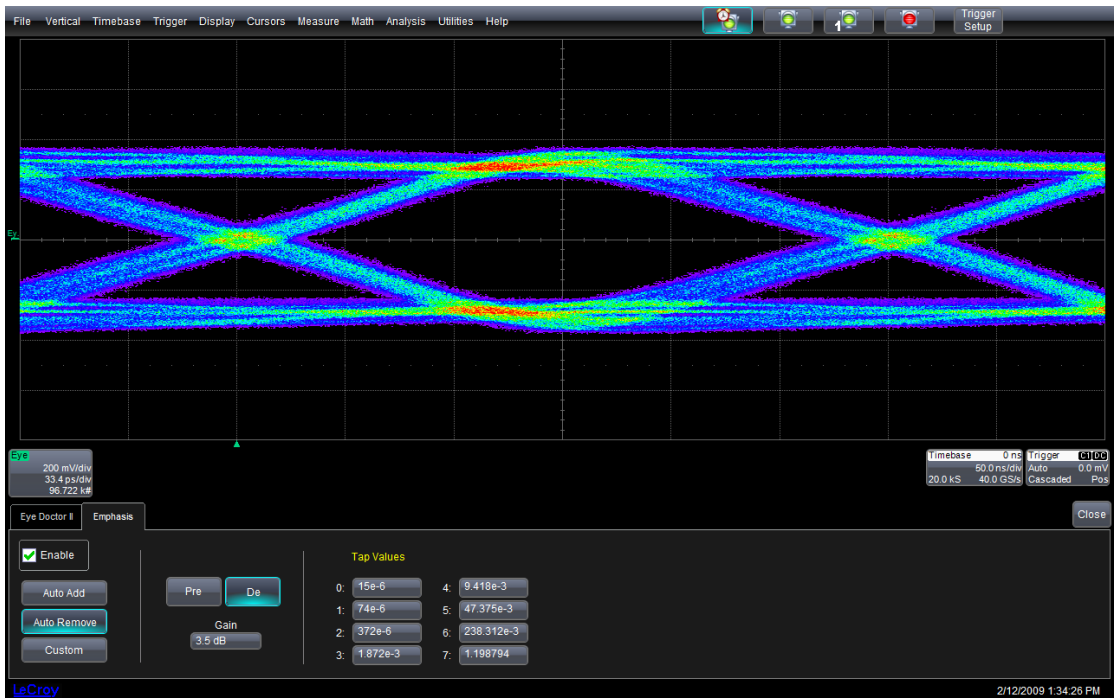 File Vertical Timebase Trigger Display Cursors Measure Math Analysis Utilities Help
1
Trigger
Setup
Ey
Eye
200 mV/div
33.4 ps/div
96.722 k#
Timebase 0 ns
50.0 ns/div
20.0 kS 40.0 GS/s
Trigger C1 DC
Auto 0.0 mV
Cascaded Pos
Eye Doctor II Emphasis Close
Enable
Auto Add
Auto Remove
Custom
Pre De
Gain
3.5 dB
Tap Values
0: 15e-6 4: 9.418e-3
1: 74e-6 5: 47.375e-3
2: 372e-6 6: 238.312e-3
3: 1.872e-3 7: 1.198794
LeCroy 2/12/2009 1:34:26 PM